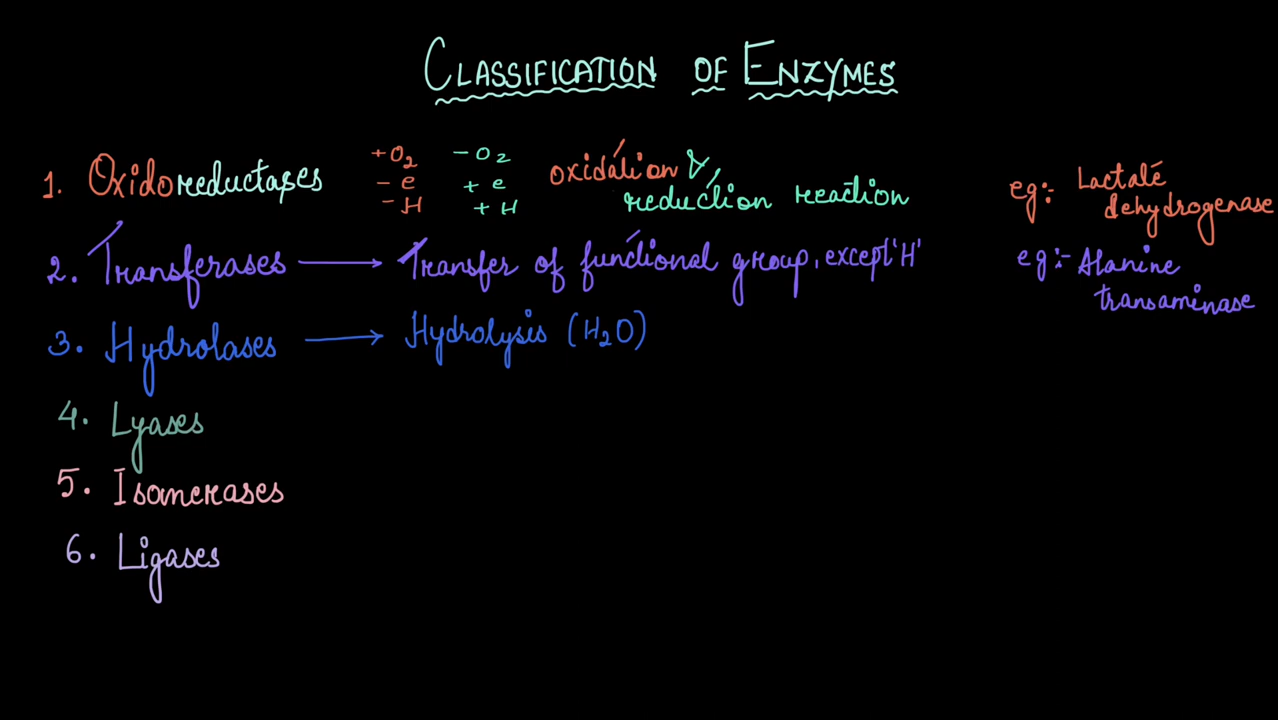 CLASSIFICATION OF ENZYMES
1. Oxidoreductases +O2 -O2 oxidation &
-e +e reduction reaction
-H +H
eg:- Lactate
dehydrogenase
2. Transferases → Transfer of functional group, except 'H' eg:- Alanine
transaminase
3. Hydrolases → Hydrolysis (H2O)
4. Lyases
5. Isomerases
6. Ligases